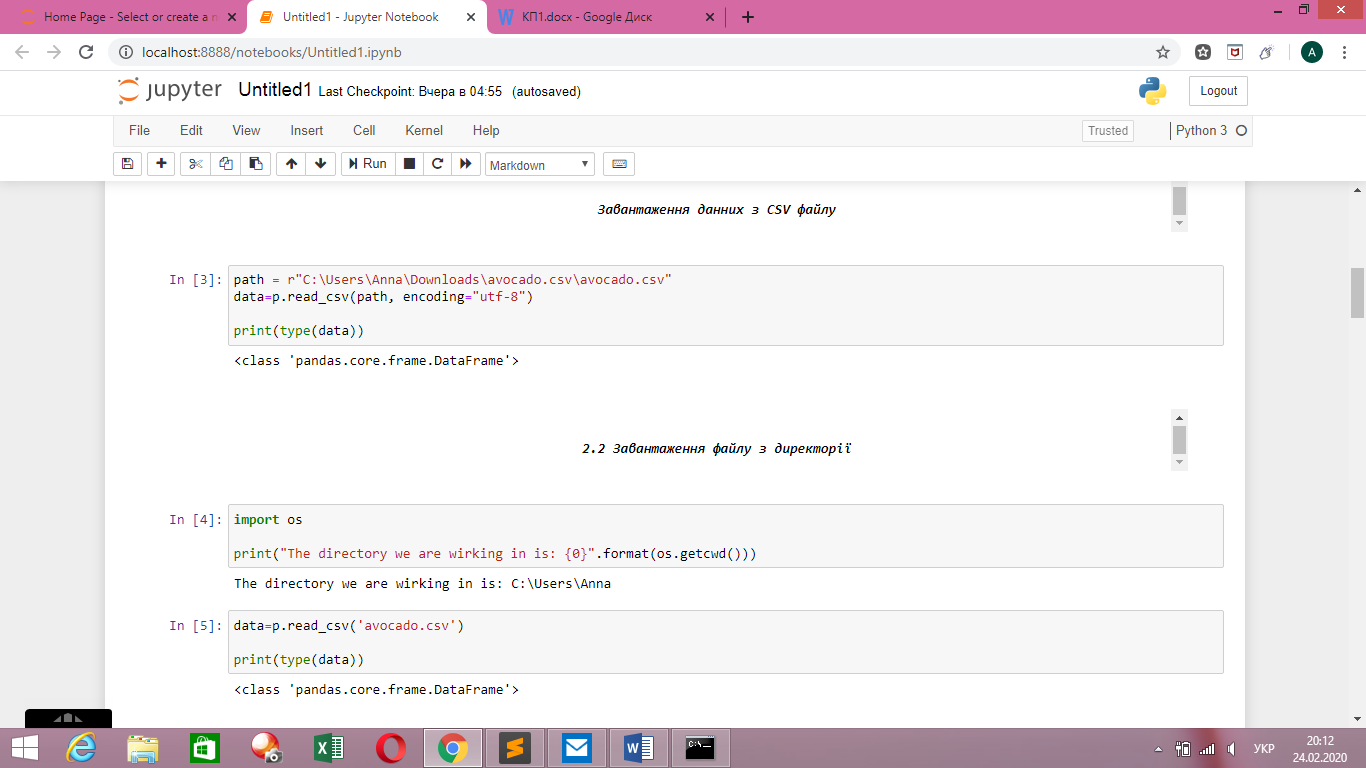 Home Page - Select or create a n
Untitled1 - Jupyter Notebook
КП1.docx - Google Диск
localhost:8888/notebooks/Untitled1.ipynb
A
jupyter Untitled1 Last Checkpoint: Вчера в 04:55 (autosaved)
Logout
File Edit View Insert Cell Kernel Help
Trusted
Python 3
Run
Markdown
Завантаження данних з CSV файлу
In [3]: path = r"C:\Users\Anna\Downloads\avocado.csv\avocado.csv"
data=p.read_csv(path, encoding="utf-8")
print(type(data))
<class 'pandas.core.frame.DataFrame'>
2.2 Завантаження файлу з директорії
In [4]: import os
print("The directory we are wirking in is: {0}".format(os.getcwd()))
The directory we are wirking in is: C:\Users\Anna
In [5]: data=p.read_csv('avocado.csv')
print(type(data))
<class 'pandas.core.frame.DataFrame'>
УКР
20:12
24.02.2020